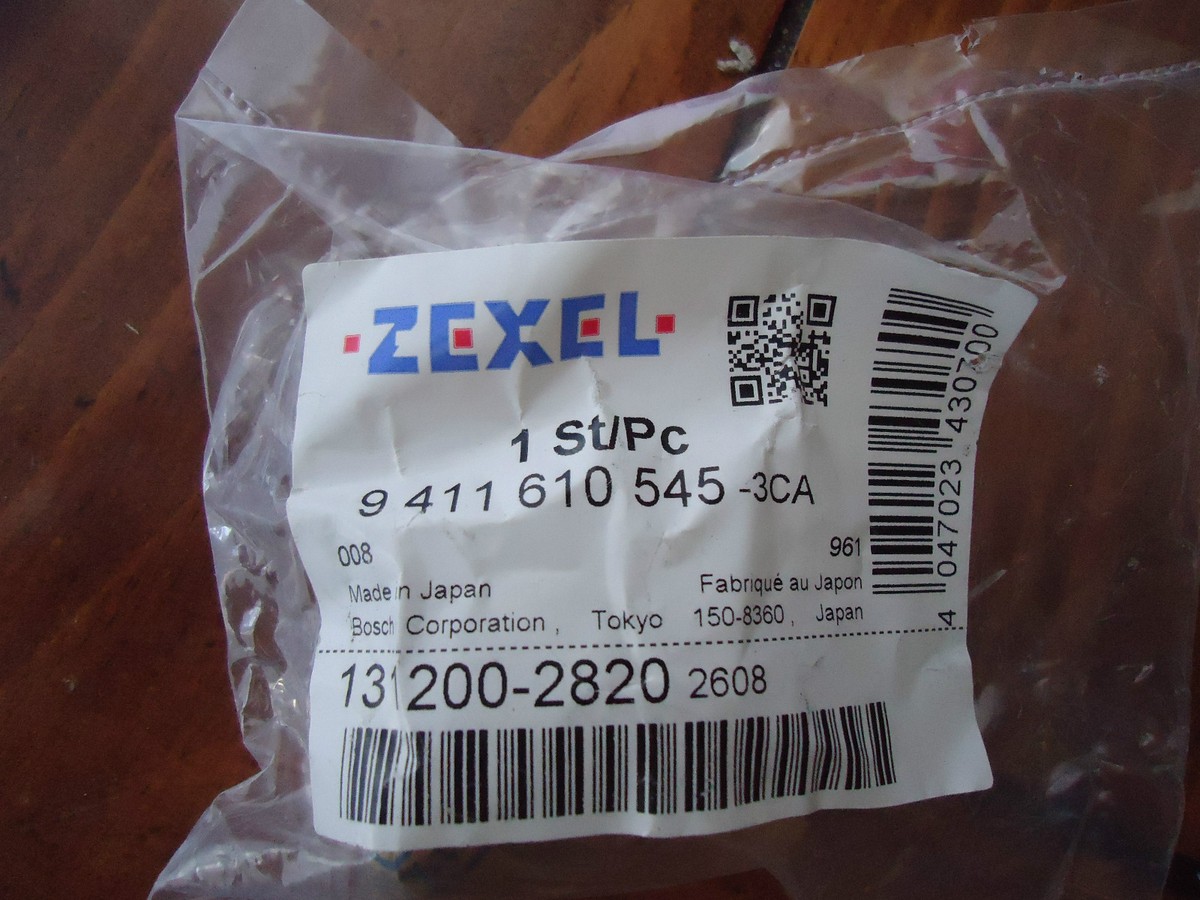 ZEXEL
1 St/Pc
9 411 610 545 -3CA
008 961
Made in Japan Fabriqué au Japon
Bosch Corporation, Tokyo 150-8360, Japan
131200-2820 2608
4 047023 430700